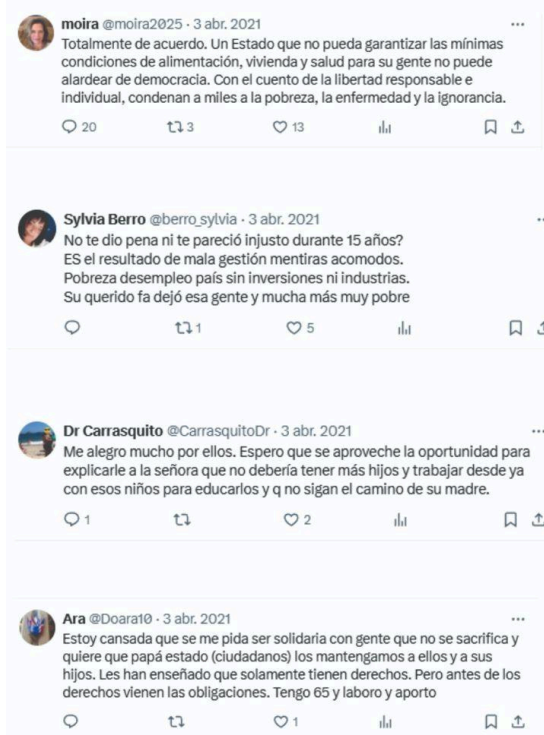 moira @moira2025 · 3 abr. 2021
Totalmente de acuerdo. Un Estado que no pueda garantizar las mínimas
condiciones de alimentación, vivienda y salud para su gente no puede
alardear de democracia. Con el cuento de la libertad responsable e
individual, condenan a miles a la pobreza, la enfermedad y la ignorancia.
20 3 13
Sylvia Berro @berro_sylvia · 3 abr. 2021
No te dio pena ni te pareció injusto durante 15 años?
ES el resultado de mala gestión mentiras acomodos.
Pobreza desempleo país sin inversiones ni industrias.
Su querido fa dejó esa gente y mucha más muy pobre
1 5
Dr Carrasquito @CarrasquitoDr · 3 abr. 2021
Me alegro mucho por ellos. Espero que se aproveche la oportunidad para
explicarle a la señora que no debería tener más hijos y trabajar desde ya
con esos niños para educarlos y q no sigan el camino de su madre.
1 2
Ara @Doara10 · 3 abr. 2021
Estoy cansada que se me pida ser solidaria con gente que no se sacrifica y
quiere que papá estado (ciudadanos) los mantengamos a ellos y a sus
hijos. Les han enseñado que solamente tienen derechos. Pero antes de los
derechos vienen las obligaciones. Tengo 65 y laboro y aporto
1